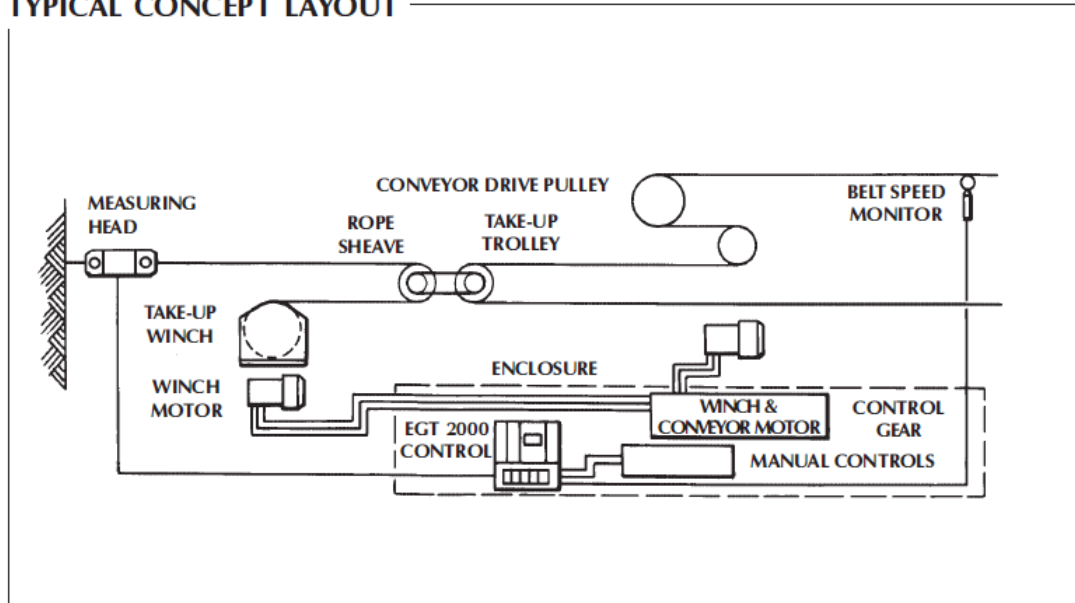 TYPICAL CONCEPT LAYOUT
CONVEYOR DRIVE PULLEY
BELT SPEED
MONITOR
MEASURING
HEAD
ROPE
SHEAVE
TAKE-UP
TROLLEY
TAKE-UP
WINCH
ENCLOSURE
WINCH
MOTOR
WINCH &
CONVEYOR MOTOR
CONTROL
GEAR
EGT 2000
CONTROL
MANUAL CONTROLS